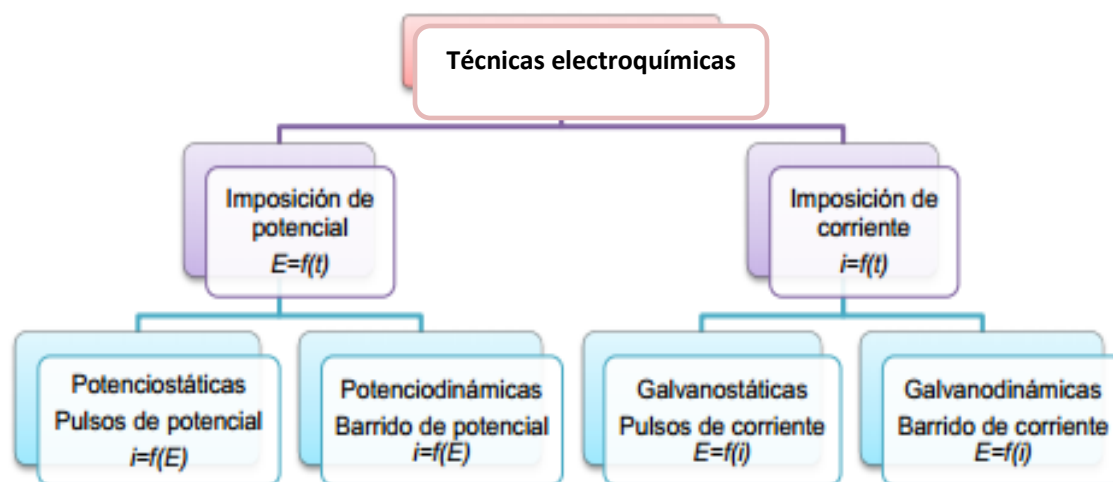 Técnicas electroquímicas
Imposición de
potencial
E=f(t)
Imposición de
corriente
i=f(t)
Potenciostáticas
Pulsos de potencial
i=f(E)
Potenciodinámicas
Barrido de potencial
i=f(E)
Galvanostáticas
Pulsos de corriente
E=f(i)
Galvanodinámicas
Barrido de corriente
E=f(i)